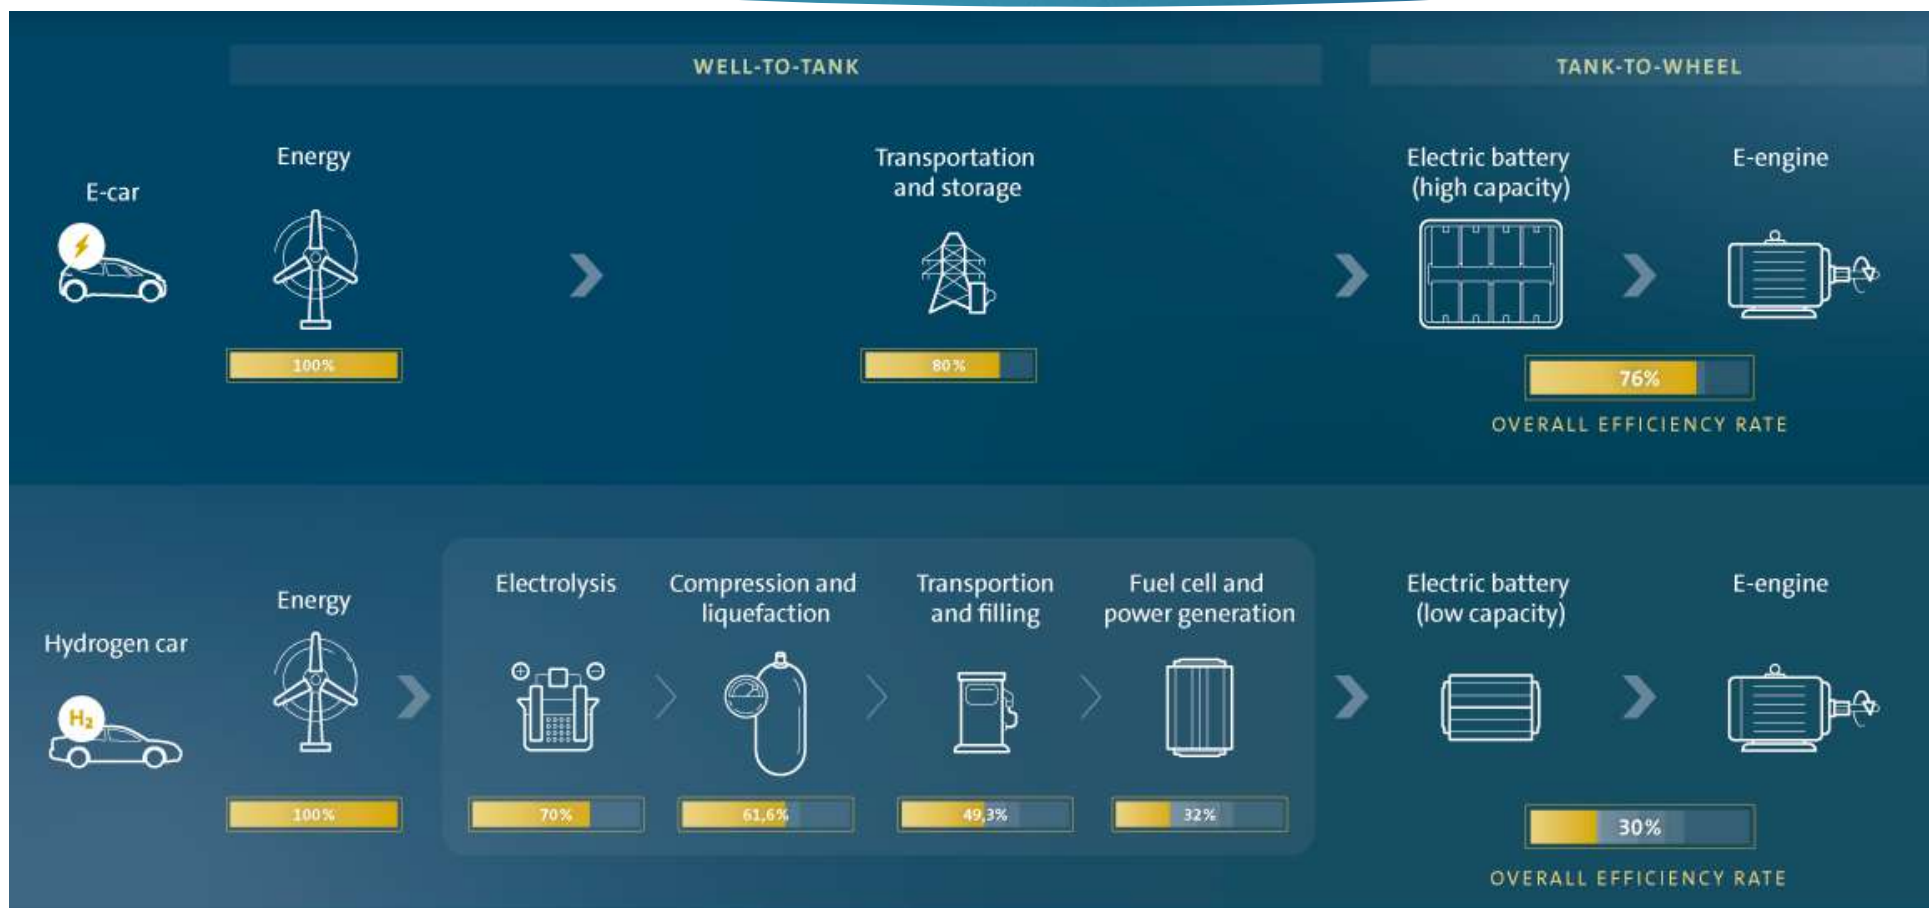 WELL-TO-TANK
TANK-TO-WHEEL
E-car
Energy
Transportation
and storage
Electric battery
(high capacity)
E-engine
100%
80%
76%
OVERALL EFFICIENCY RATE
Hydrogen car
H₂
Energy
Electrolysis
Compression and
liquefaction
Transportion
and filling
Fuel cell and
power generation
Electric battery
(low capacity)
E-engine
100%
70%
61,6%
49,3%
32%
30%
OVERALL EFFICIENCY RATE